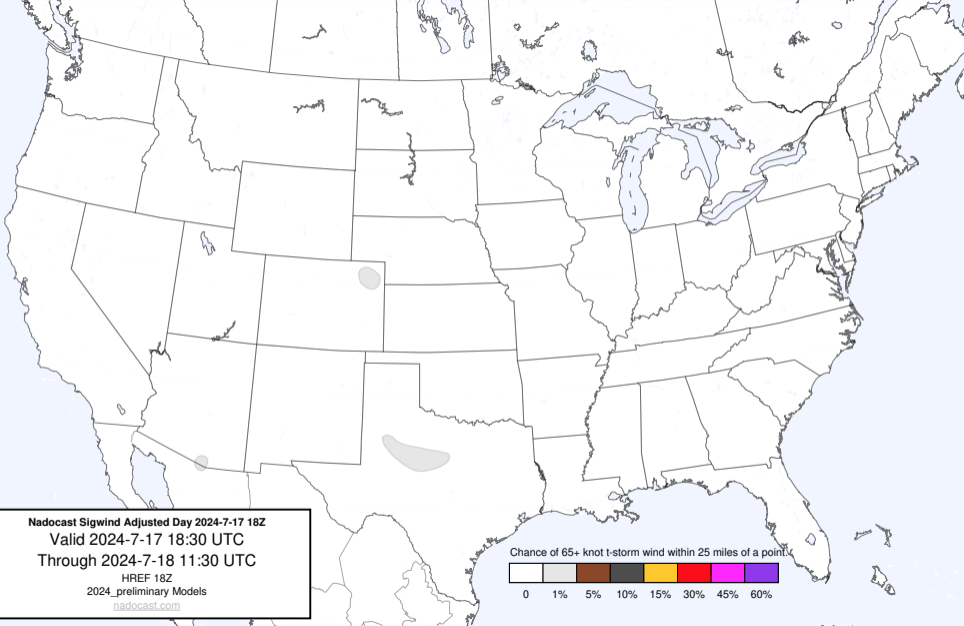 Nadocast Sigwind Adjusted Day 2024-7-17 18Z
Valid 2024-7-17 18:30 UTC
Through 2024-7-18 11:30 UTC
HREF 18Z
2024_preliminary Models
nadocast.com
Chance of 65+ knot t-storm wind within 25 miles of a point.
0 1% 5% 10% 15% 30% 45% 60%